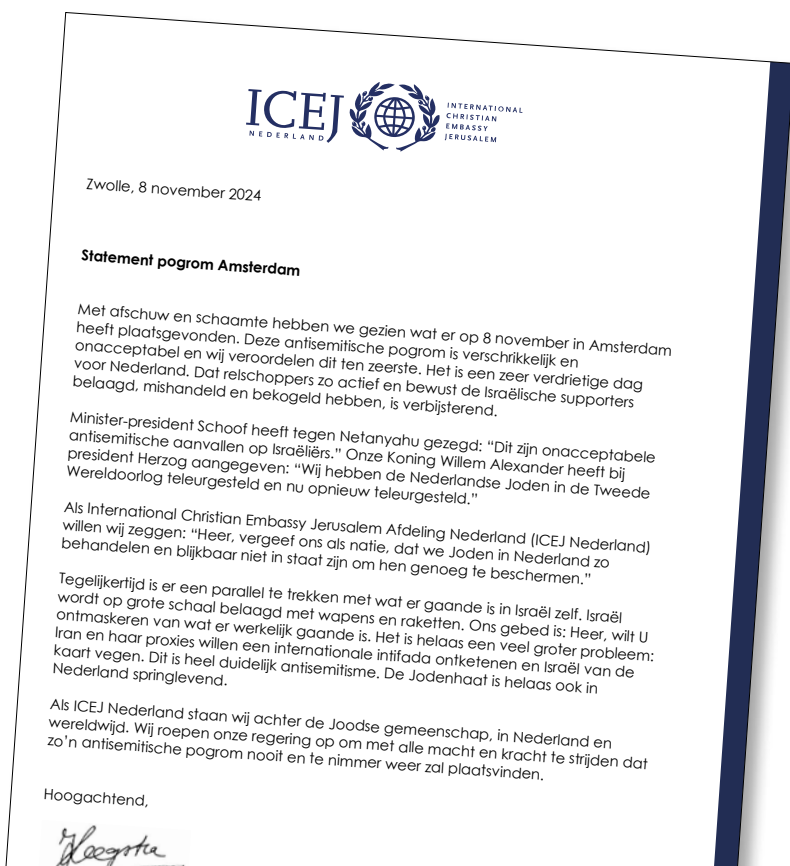 ICEJ
NEDERLAND
INTERNATIONAL
CHRISTIAN
EMBASSY
JERUSALEM
Zwolle, 8 november 2024
Statement pogrom Amsterdam
Met afschuw en schaamte hebben we gezien wat er op 8 november in Amsterdam
heeft plaatsgevonden. Deze antisemitische pogrom is verschrikkelijk en
onacceptabel en wij veroordelen dit ten zeerste. Het is een zeer verdrietige dag
voor Nederland. Dat relschoppers zo actief en bewust de Israëlische supporters
belaagd, mishandeld en bekogeld hebben, is verbijsterend.
Minister-president Schoof heeft tegen Netanyahu gezegd: “Dit zijn onacceptabele
antisemitische aanvallen op Israëliërs.” Onze Koning Willem Alexander heeft bij
president Herzog aangegeven: “Wij hebben de Nederlandse Joden in de Tweede
Wereldoorlog teleurgesteld en nu opnieuw teleurgesteld.”
Als International Christian Embassy Jerusalem Afdeling Nederland (ICEJ Nederland)
willen wij zeggen: “Heer, vergeef ons als natie, dat we Joden in Nederland zo
behandelen en blijkbaar niet in staat zijn om hen genoeg te beschermen.”
Tegelijkertijd is er een parallel te trekken met wat er gaande is in Israël zelf. Israël
wordt op grote schaal belaagd met wapens en raketten. Ons gebed is: Heer, wilt U
ontmaskeren van wat er werkelijk gaande is. Het is helaas een veel groter probleem:
Iran en haar proxies willen een internationale intifada ontketenen en Israël van de
kaart vegen. Dit is heel duidelijk antisemitisme. De Jodenhaat is helaas ook in
Nederland springlevend.
Als ICEJ Nederland staan wij achter de Joodse gemeenschap, in Nederland en
wereldwijd. Wij roepen onze regering op om met alle macht en kracht te strijden dat
zo’n antisemitische pogrom nooit en te nimmer weer zal plaatsvinden.
Hoogachtend,